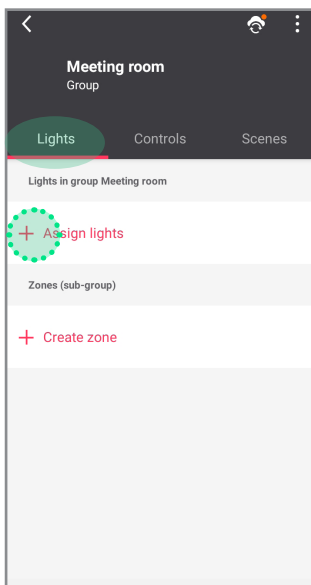 Meeting room
Group
Lights Controls Scenes
Lights in group Meeting room
Assign lights
Zones (sub-group)
Create zone